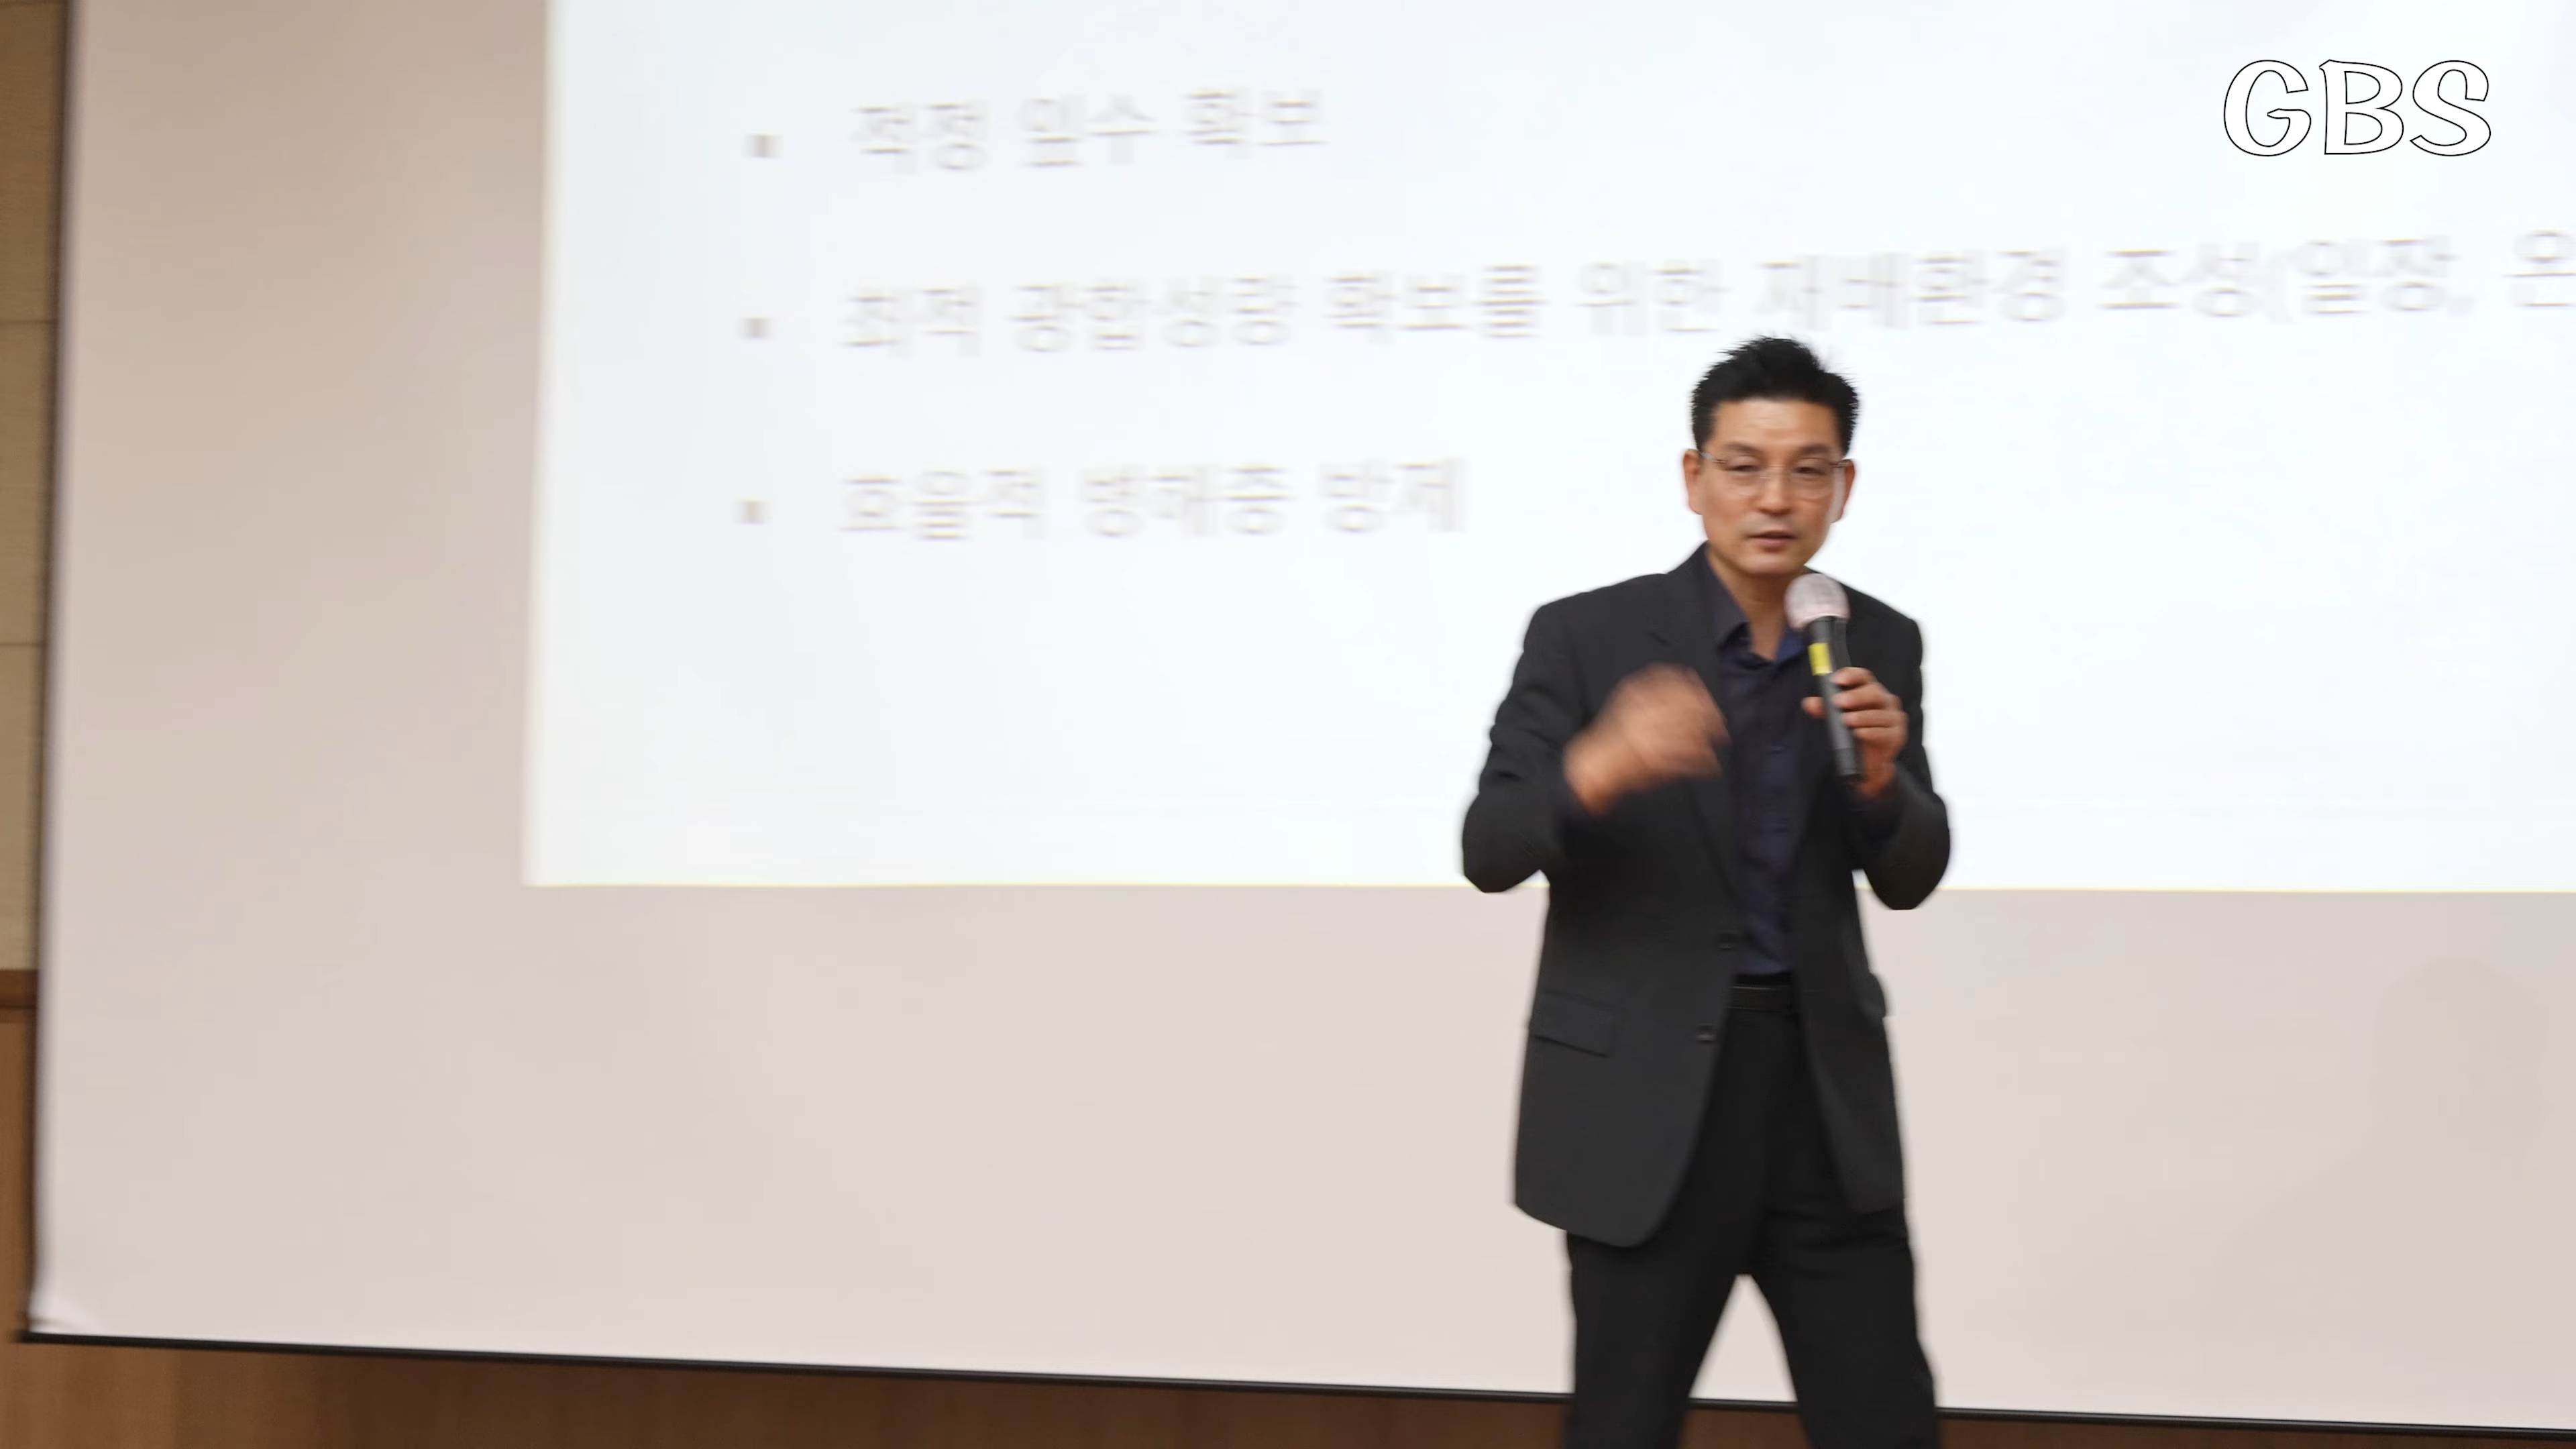 GBS
적정 엽수 확보
최적 광합성량 확보를 위한 재배환경 조성(일장, 온
효율적 병해충 방제